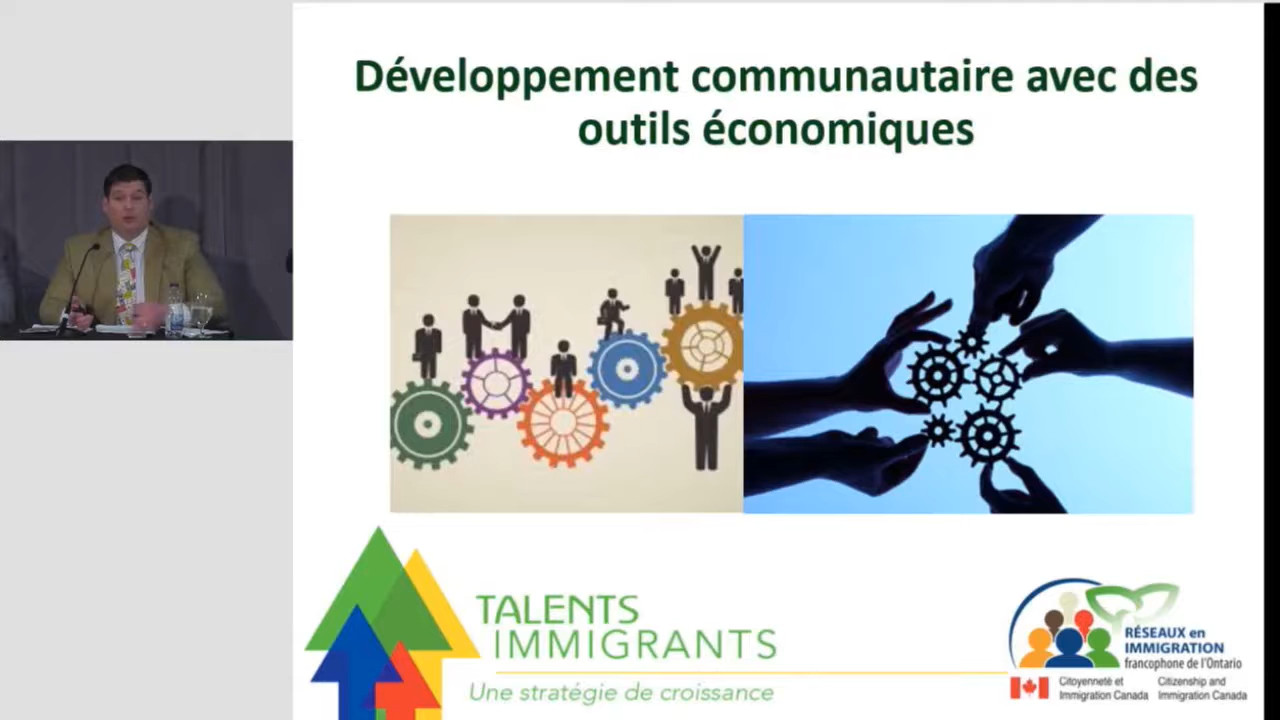 Développement communautaire avec des
outils économiques
TALENTS
IMMIGRANTS
Une stratégie de croissance
RÉSEAUX en
IMMIGRATION
francophone de l'Ontario
Citoyenneté et
Immigration Canada
Citizenship and
Immigration Canada